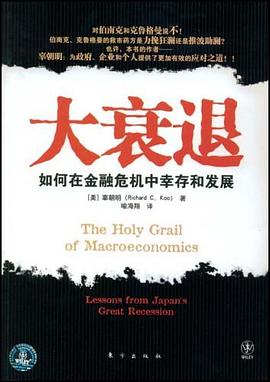 对伯南克和克鲁格曼说不!
伯南克、克鲁格曼的救市药方是力挽狂澜还是推波助澜?
也许，本书的作者——
辜朝明：为政府、企业和个人提供了更加有效的应对之道！！
大衰退
如何在金融危机中幸存和发展
[美] 辜朝明 (Richard C. Koo) 著
喻海翔 译
The Holy Grail
of Macroeconomics
Lessons from Japan's
Great Recession
东方出版社
WILEY